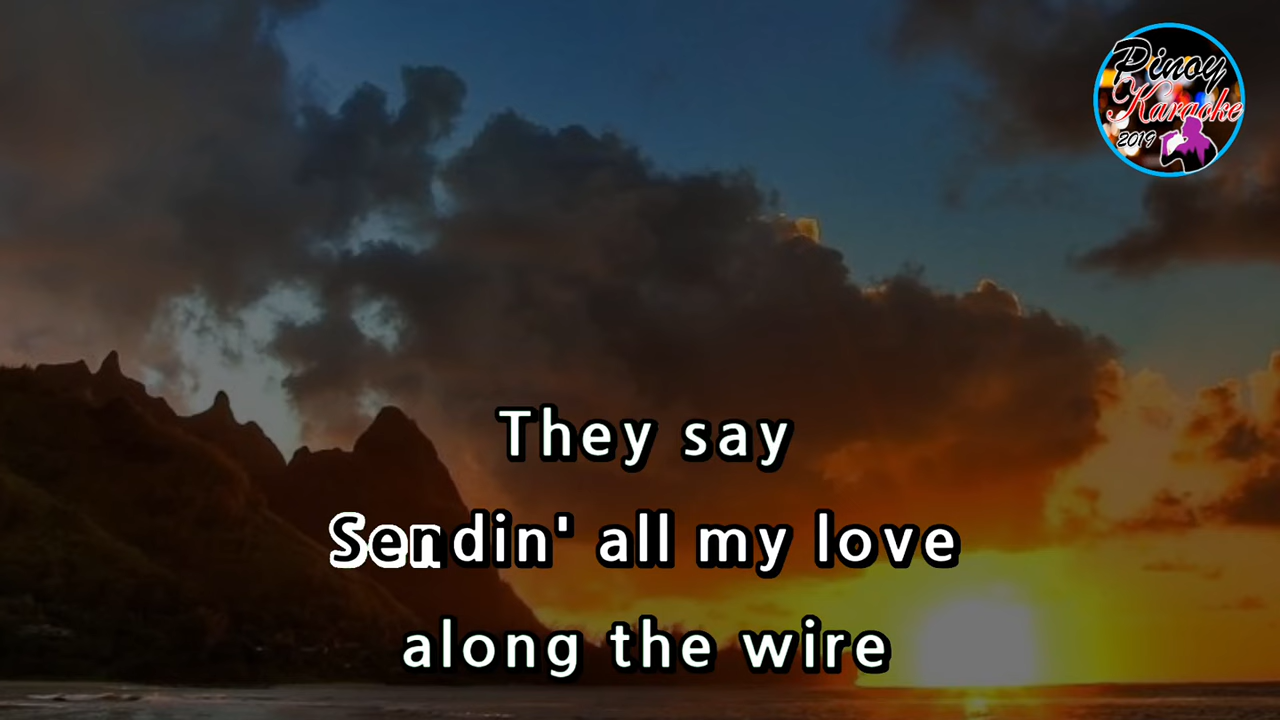 Pinoy
Karaoke
2019
They say
Sendin' all my love
along the wire